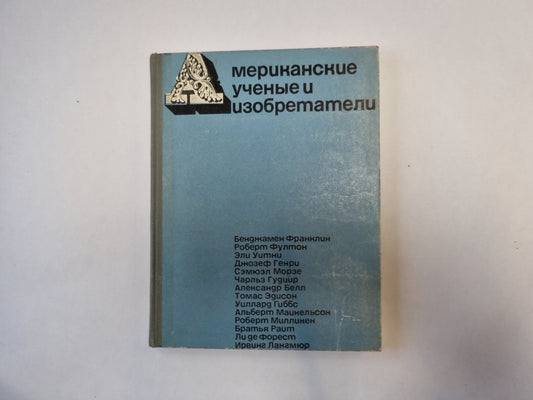 Американские
ученые и
изобретатели
Бенджамен Франклин
Роберт Фултон
Эли Уитни
Джозеф Генри
Сэмюэл Морзе
Чарльз Гудиир
Александр Белл
Томас Эдисон
Уиллард Гиббс
Альберт Майкельсон
Роберт Милликен
Братья Райт
Ли де Форест
Ирвинг Лангмюр